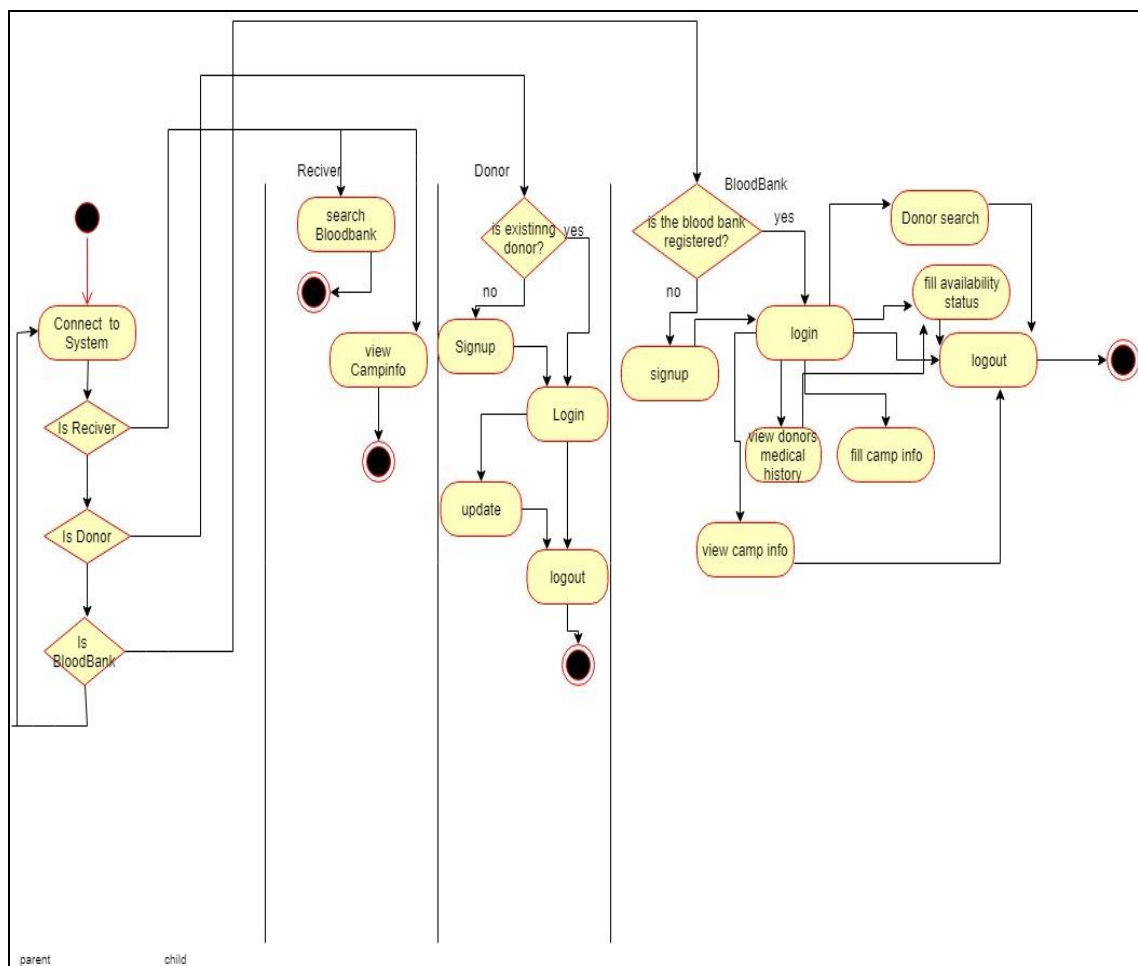 Connect to
System
Is Reciver
Is Donor
Is
BloodBank
Reciver
search
Bloodbank
view
Campinfo
Donor
is existinng
donor?
yes
no
Signup
Login
update
logout
BloodBank
is the blood bank
registered?
yes
no
signup
login
Donor search
fill availability
status
logout
view donors
medical
history
fill camp info
view camp info
parent
child